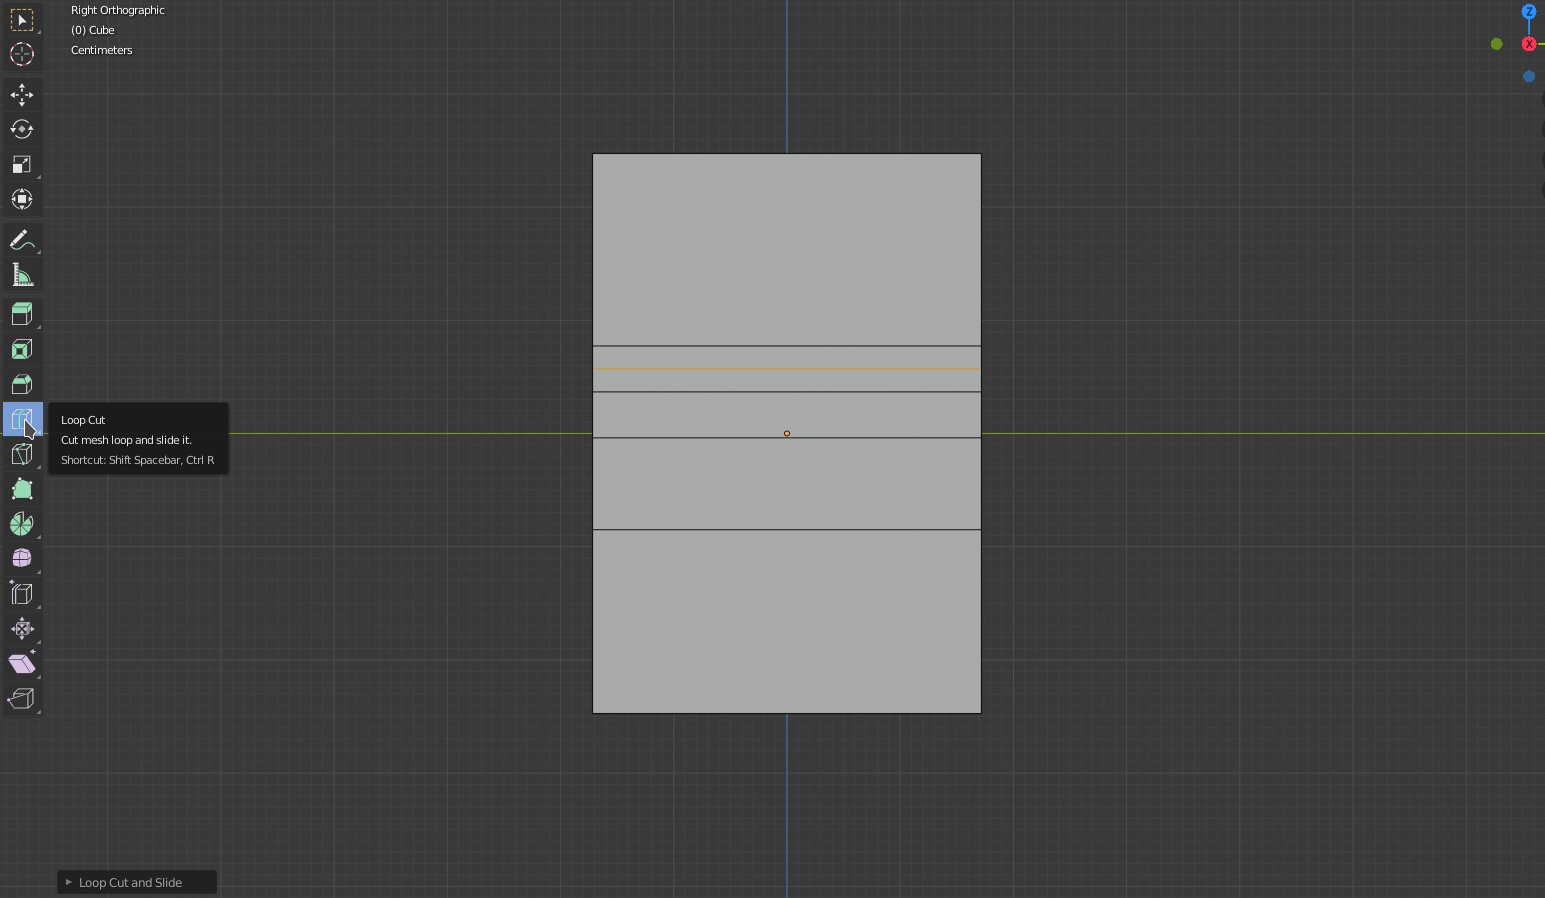 Right Orthographic
(0) Cube
Centimeters
Z
X
Loop Cut
Cut mesh loop and slide it.
Shortcut: Shift Spacebar, Ctrl R
Loop Cut and Slide